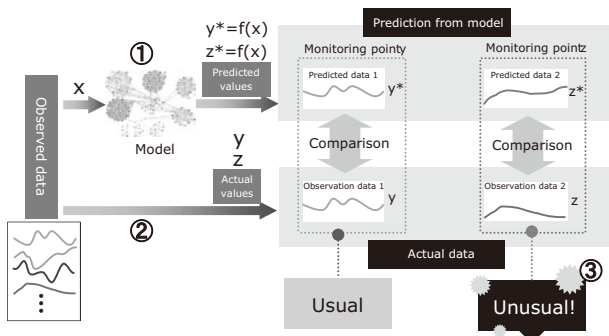 y*=f(x)
z*=f(x)
Prediction from model
①
Monitoring pointy
Monitoring pointz
Predicted values
Predicted data 1
y*
Predicted data 2
z*
x
Model
Observed data
Comparison
Comparison
y
z
Actual values
Observation data 1
y
Observation data 2
z
②
Actual data
③
Usual
Unusual!